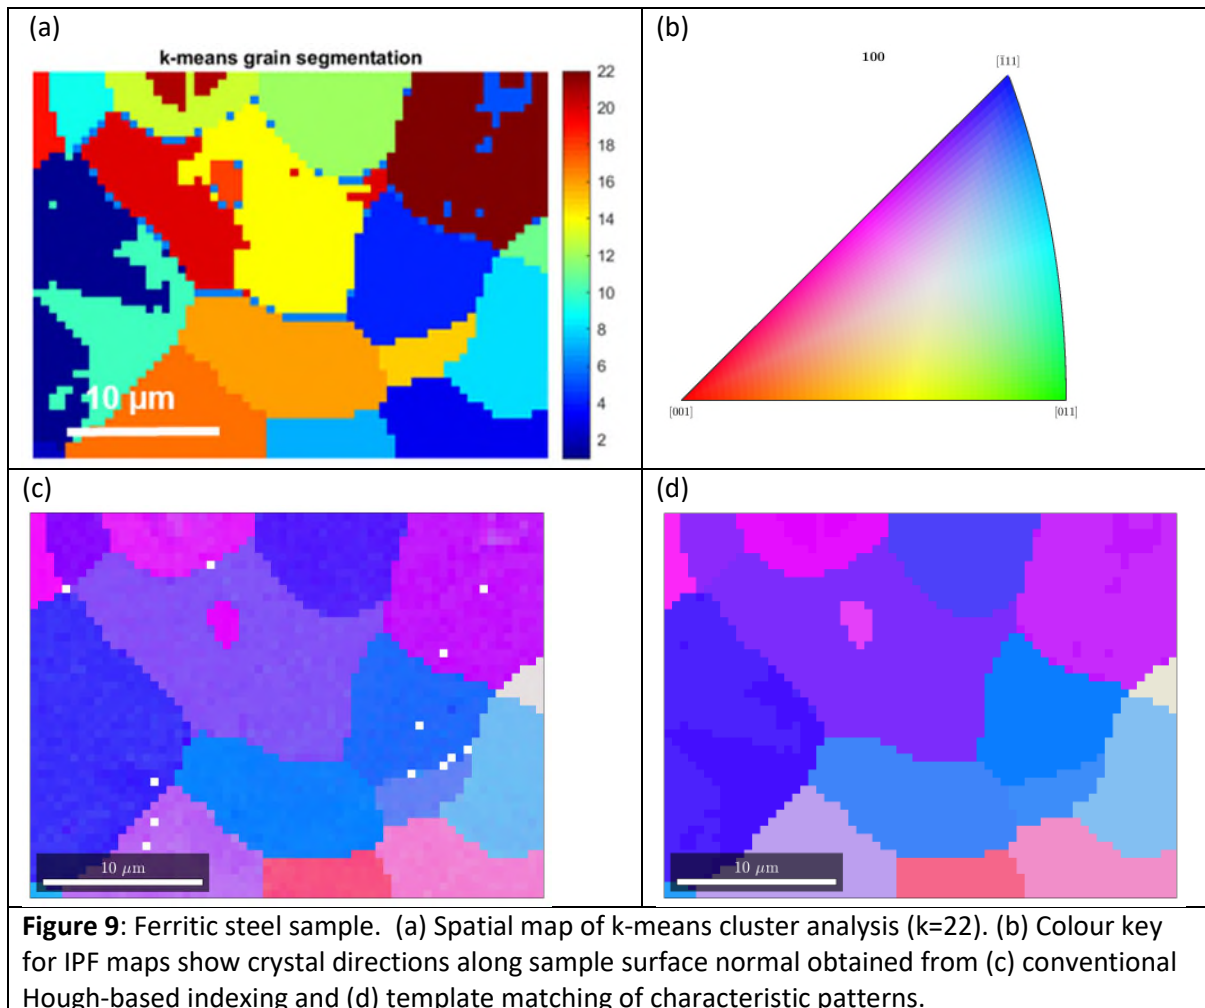 (a)
k-means grain segmentation
22
20
18
16
14
12
10
8
6
4
2
10 µm
(b)
100
[1̄11]
[001]
[011]
(c)
10 µm
(d)
10 µm
Figure 9: Ferritic steel sample.  (a) Spatial map of k-means cluster analysis (k=22). (b) Colour key
for IPF maps show crystal directions along sample surface normal obtained from (c) conventional
Hough-based indexing and (d) template matching of characteristic patterns.